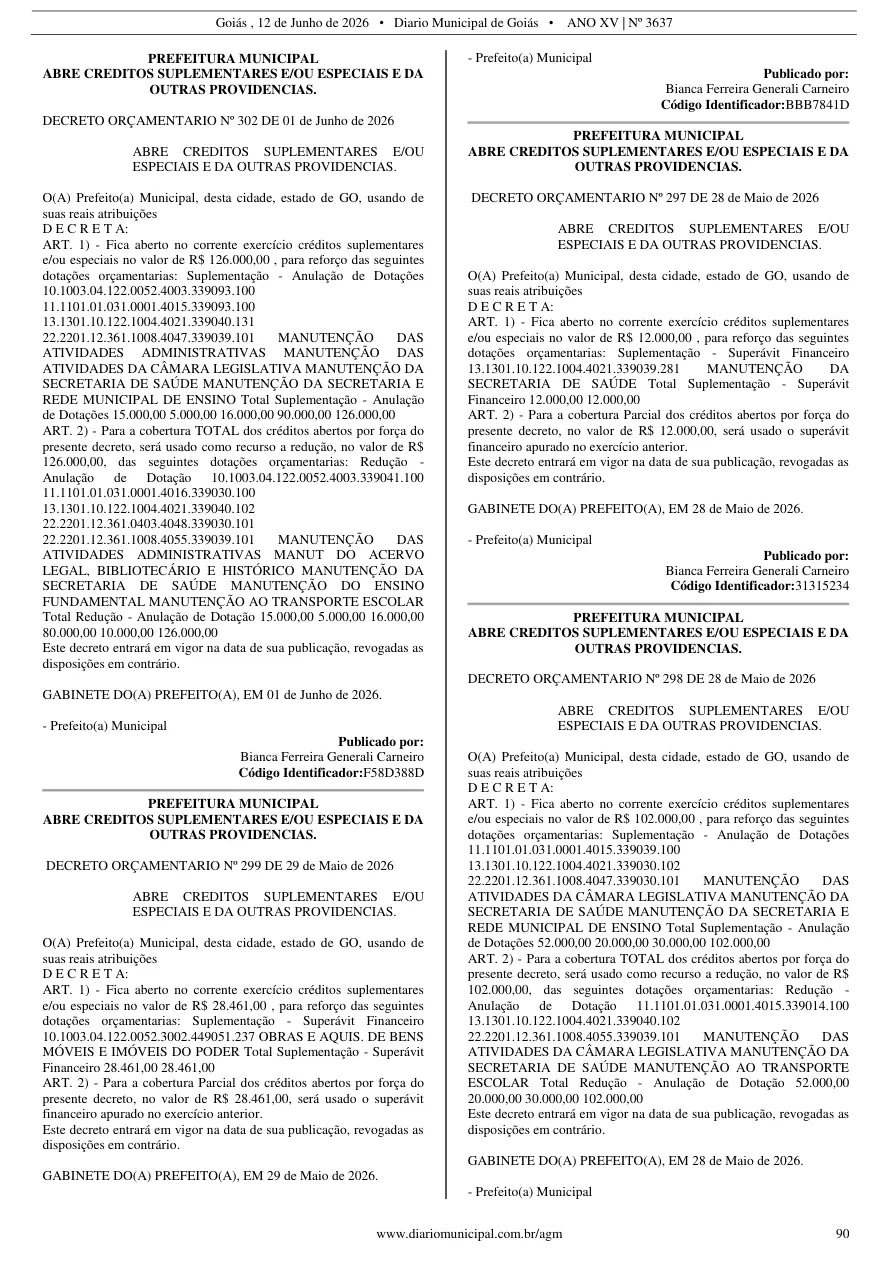 Goiás , 12 de Junho de 2026 • Diario Municipal de Goiás • ANO XV | Nº 3637
PREFEITURA MUNICIPAL
ABRE CREDITOS SUPLEMENTARES E/OU ESPECIAIS E DA
OUTRAS PROVIDENCIAS.
DECRETO ORÇAMENTARIO Nº 302 DE 01 de Junho de 2026
ABRE CREDITOS SUPLEMENTARES E/OU
ESPECIAIS E DA OUTRAS PROVIDENCIAS.
O(A) Prefeito(a) Municipal, desta cidade, estado de GO, usando de
suas reais atribuições
D E C R E T A:
ART. 1) - Fica aberto no corrente exercício créditos suplementares
e/ou especiais no valor de R$ 126.000,00 , para reforço das seguintes
dotações orçamentarias: Suplementação - Anulação de Dotações
10.1003.04.122.0052.4003.339093.100
11.1101.01.031.0001.4015.339093.100
13.1301.10.122.1004.4021.339040.131
22.2201.12.361.1008.4047.339039.101 MANUTENÇÃO DAS
ATIVIDADES ADMINISTRATIVAS MANUTENÇÃO DAS
ATIVIDADES DA CÂMARA LEGISLATIVA MANUTENÇÃO DA
SECRETARIA DE SAÚDE MANUTENÇÃO DA SECRETARIA E
REDE MUNICIPAL DE ENSINO Total Suplementação - Anulação
de Dotações 15.000,00 5.000,00 16.000,00 90.000,00 126.000,00
ART. 2) - Para a cobertura TOTAL dos créditos abertos por força do
presente decreto, será usado como recurso a redução, no valor de R$
126.000,00, das seguintes dotações orçamentarias: Redução -
Anulação de Dotação 10.1003.04.122.0052.4003.339041.100
11.1101.01.031.0001.4016.339030.100
13.1301.10.122.1004.4021.339040.102
22.2201.12.361.0403.4048.339030.101
22.2201.12.361.1008.4055.339039.101 MANUTENÇÃO DAS
ATIVIDADES ADMINISTRATIVAS MANUT DO ACERVO
LEGAL, BIBLIOTECÁRIO E HISTÓRICO MANUTENÇÃO DA
SECRETARIA DE SAÚDE MANUTENÇÃO DO ENSINO
FUNDAMENTAL MANUTENÇÃO AO TRANSPORTE ESCOLAR
Total Redução - Anulação de Dotação 15.000,00 5.000,00 16.000,00
80.000,00 10.000,00 126.000,00
Este decreto entrará em vigor na data de sua publicação, revogadas as
disposições em contrário.
GABINETE DO(A) PREFEITO(A), EM 01 de Junho de 2026.
- Prefeito(a) Municipal
Publicado por:
Bianca Ferreira Generali Carneiro
Código Identificador:F58D388D
PREFEITURA MUNICIPAL
ABRE CREDITOS SUPLEMENTARES E/OU ESPECIAIS E DA
OUTRAS PROVIDENCIAS.
DECRETO ORÇAMENTARIO Nº 299 DE 29 de Maio de 2026
ABRE CREDITOS SUPLEMENTARES E/OU
ESPECIAIS E DA OUTRAS PROVIDENCIAS.
O(A) Prefeito(a) Municipal, desta cidade, estado de GO, usando de
suas reais atribuições
D E C R E T A:
ART. 1) - Fica aberto no corrente exercício créditos suplementares
e/ou especiais no valor de R$ 28.461,00 , para reforço das seguintes
dotações orçamentarias: Suplementação - Superávit Financeiro
10.1003.04.122.0052.3002.449051.237 OBRAS E AQUIS. DE BENS
MÓVEIS E IMÓVEIS DO PODER Total Suplementação - Superávit
Financeiro 28.461,00 28.461,00
ART. 2) - Para a cobertura Parcial dos créditos abertos por força do
presente decreto, no valor de R$ 28.461,00, será usado o superávit
financeiro apurado no exercício anterior.
Este decreto entrará em vigor na data de sua publicação, revogadas as
disposições em contrário.
GABINETE DO(A) PREFEITO(A), EM 29 de Maio de 2026.
- Prefeito(a) Municipal
Publicado por:
Bianca Ferreira Generali Carneiro
Código Identificador:BBB7841D
PREFEITURA MUNICIPAL
ABRE CREDITOS SUPLEMENTARES E/OU ESPECIAIS E DA
OUTRAS PROVIDENCIAS.
DECRETO ORÇAMENTARIO Nº 297 DE 28 de Maio de 2026
ABRE CREDITOS SUPLEMENTARES E/OU
ESPECIAIS E DA OUTRAS PROVIDENCIAS.
O(A) Prefeito(a) Municipal, desta cidade, estado de GO, usando de
suas reais atribuições
D E C R E T A:
ART. 1) - Fica aberto no corrente exercício créditos suplementares
e/ou especiais no valor de R$ 12.000,00 , para reforço das seguintes
dotações orçamentarias: Suplementação - Superávit Financeiro
13.1301.10.122.1004.4021.339039.281 MANUTENÇÃO DA
SECRETARIA DE SAÚDE Total Suplementação - Superávit
Financeiro 12.000,00 12.000,00
ART. 2) - Para a cobertura Parcial dos créditos abertos por força do
presente decreto, no valor de R$ 12.000,00, será usado o superávit
financeiro apurado no exercício anterior.
Este decreto entrará em vigor na data de sua publicação, revogadas as
disposições em contrário.
GABINETE DO(A) PREFEITO(A), EM 28 de Maio de 2026.
- Prefeito(a) Municipal
Publicado por:
Bianca Ferreira Generali Carneiro
Código Identificador:31315234
PREFEITURA MUNICIPAL
ABRE CREDITOS SUPLEMENTARES E/OU ESPECIAIS E DA
OUTRAS PROVIDENCIAS.
DECRETO ORÇAMENTARIO Nº 298 DE 28 de Maio de 2026
ABRE CREDITOS SUPLEMENTARES E/OU
ESPECIAIS E DA OUTRAS PROVIDENCIAS.
O(A) Prefeito(a) Municipal, desta cidade, estado de GO, usando de
suas reais atribuições
D E C R E T A:
ART. 1) - Fica aberto no corrente exercício créditos suplementares
e/ou especiais no valor de R$ 102.000,00 , para reforço das seguintes
dotações orçamentarias: Suplementação - Anulação de Dotações
11.1101.01.031.0001.4015.339039.100
13.1301.10.122.1004.4021.339030.102
22.2201.12.361.1008.4047.339030.101 MANUTENÇÃO DAS
ATIVIDADES DA CÂMARA LEGISLATIVA MANUTENÇÃO DA
SECRETARIA DE SAÚDE MANUTENÇÃO DA SECRETARIA E
REDE MUNICIPAL DE ENSINO Total Suplementação - Anulação
de Dotações 52.000,00 20.000,00 30.000,00 102.000,00
ART. 2) - Para a cobertura TOTAL dos créditos abertos por força do
presente decreto, será usado como recurso a redução, no valor de R$
102.000,00, das seguintes dotações orçamentarias: Redução -
Anulação de Dotação 11.1101.01.031.0001.4015.339014.100
13.1301.10.122.1004.4021.339040.102
22.2201.12.361.1008.4055.339039.101 MANUTENÇÃO DAS
ATIVIDADES DA CÂMARA LEGISLATIVA MANUTENÇÃO DA
SECRETARIA DE SAÚDE MANUTENÇÃO AO TRANSPORTE
ESCOLAR Total Redução - Anulação de Dotação 52.000,00
20.000,00 30.000,00 102.000,00
Este decreto entrará em vigor na data de sua publicação, revogadas as
disposições em contrário.
GABINETE DO(A) PREFEITO(A), EM 28 de Maio de 2026.
- Prefeito(a) Municipal
www.diariomunicipal.com.br/agm 90